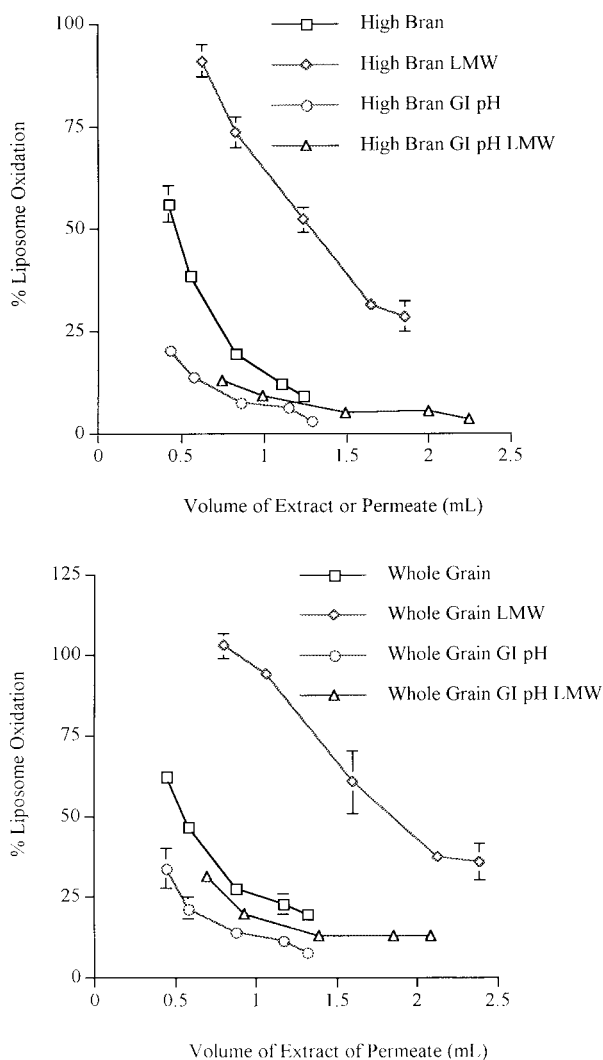 100
75
50
25
0
% Liposome Oxidation
High Bran
High Bran LMW
High Bran GI pH
High Bran GI pH LMW
0 0.5 1 1.5 2 2.5
Volume of Extract or Permeate (mL)
125
100
75
50
25
0
% Liposome Oxidation
Whole Grain
Whole Grain LMW
Whole Grain GI pH
Whole Grain GI pH LMW
0 0.5 1 1.5 2 2.5
Volume of Extract of Permeate (mL)